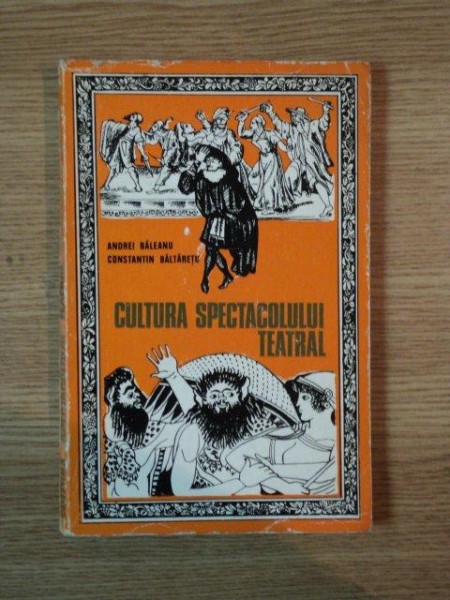 ANDREI BĂLEANU
CONSTANTIN BĂLTĂREȚU
CULTURA SPECTACOLULUI
TEATRAL